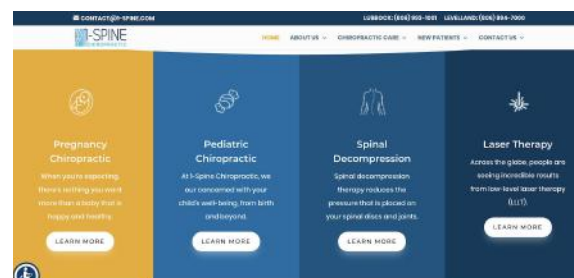 CONTACT@I-SPINE.COM
LUBBOCK: (806) 993-1001 LEVELLAND: (806) 894-7000
I-SPINE
CHIROPRACTIC
HOME ABOUT US CHIROPRACTIC CARE NEW PATIENTS CONTACT US
Pregnancy
Chiropractic
When you're expecting,
there's nothing you want
more than a baby that is
happy and healthy.
LEARN MORE
Pediatric
Chiropractic
At I-Spine Chiropractic, we
are concerned with your
child's well-being, from birth
and beyond.
LEARN MORE
Spinal
Decompression
Spinal decompression
therapy reduces the
pressure that is placed on
your spinal discs and joints.
LEARN MORE
Laser Therapy
Across the globe, people are
seeing incredible results
from low-level laser therapy
(LLLT).
LEARN MORE